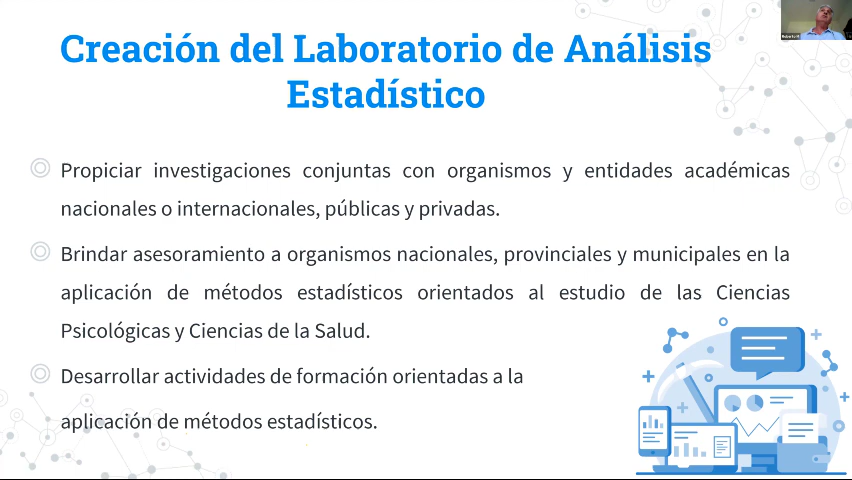 Creación del Laboratorio de Análisis
Estadístico
Propiciar investigaciones conjuntas con organismos y entidades académicas
nacionales o internacionales, públicas y privadas.
Brindar asesoramiento a organismos nacionales, provinciales y municipales en la
aplicación de métodos estadísticos orientados al estudio de las Ciencias
Psicológicas y Ciencias de la Salud.
Desarrollar actividades de formación orientadas a la
aplicación de métodos estadísticos.